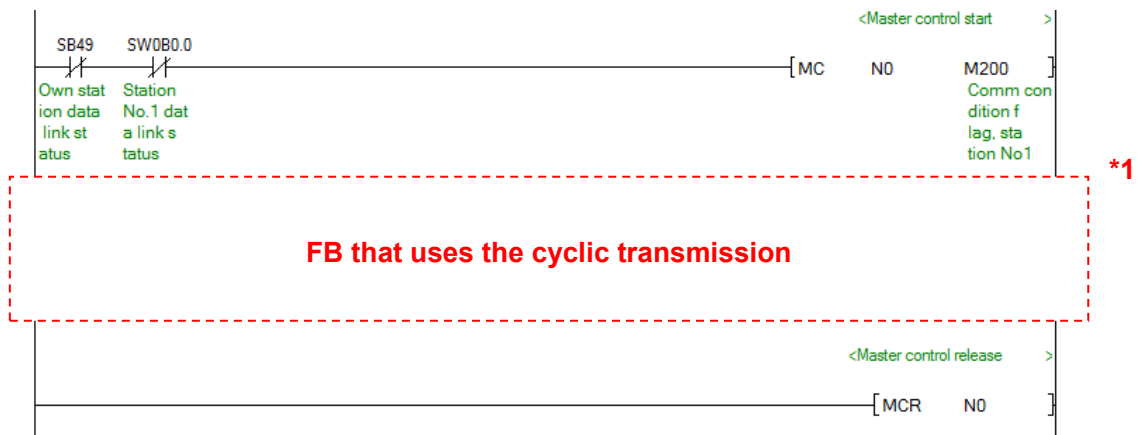 <Master control start >
SB49 SW0B0.0
MC N0 M200
Own stat Station Comm con
ion data No.1 dat dition f
link st a link s lag, sta
atus tatus tion No1
*1
FB that uses the cyclic transmission
<Master control release >
MCR N0